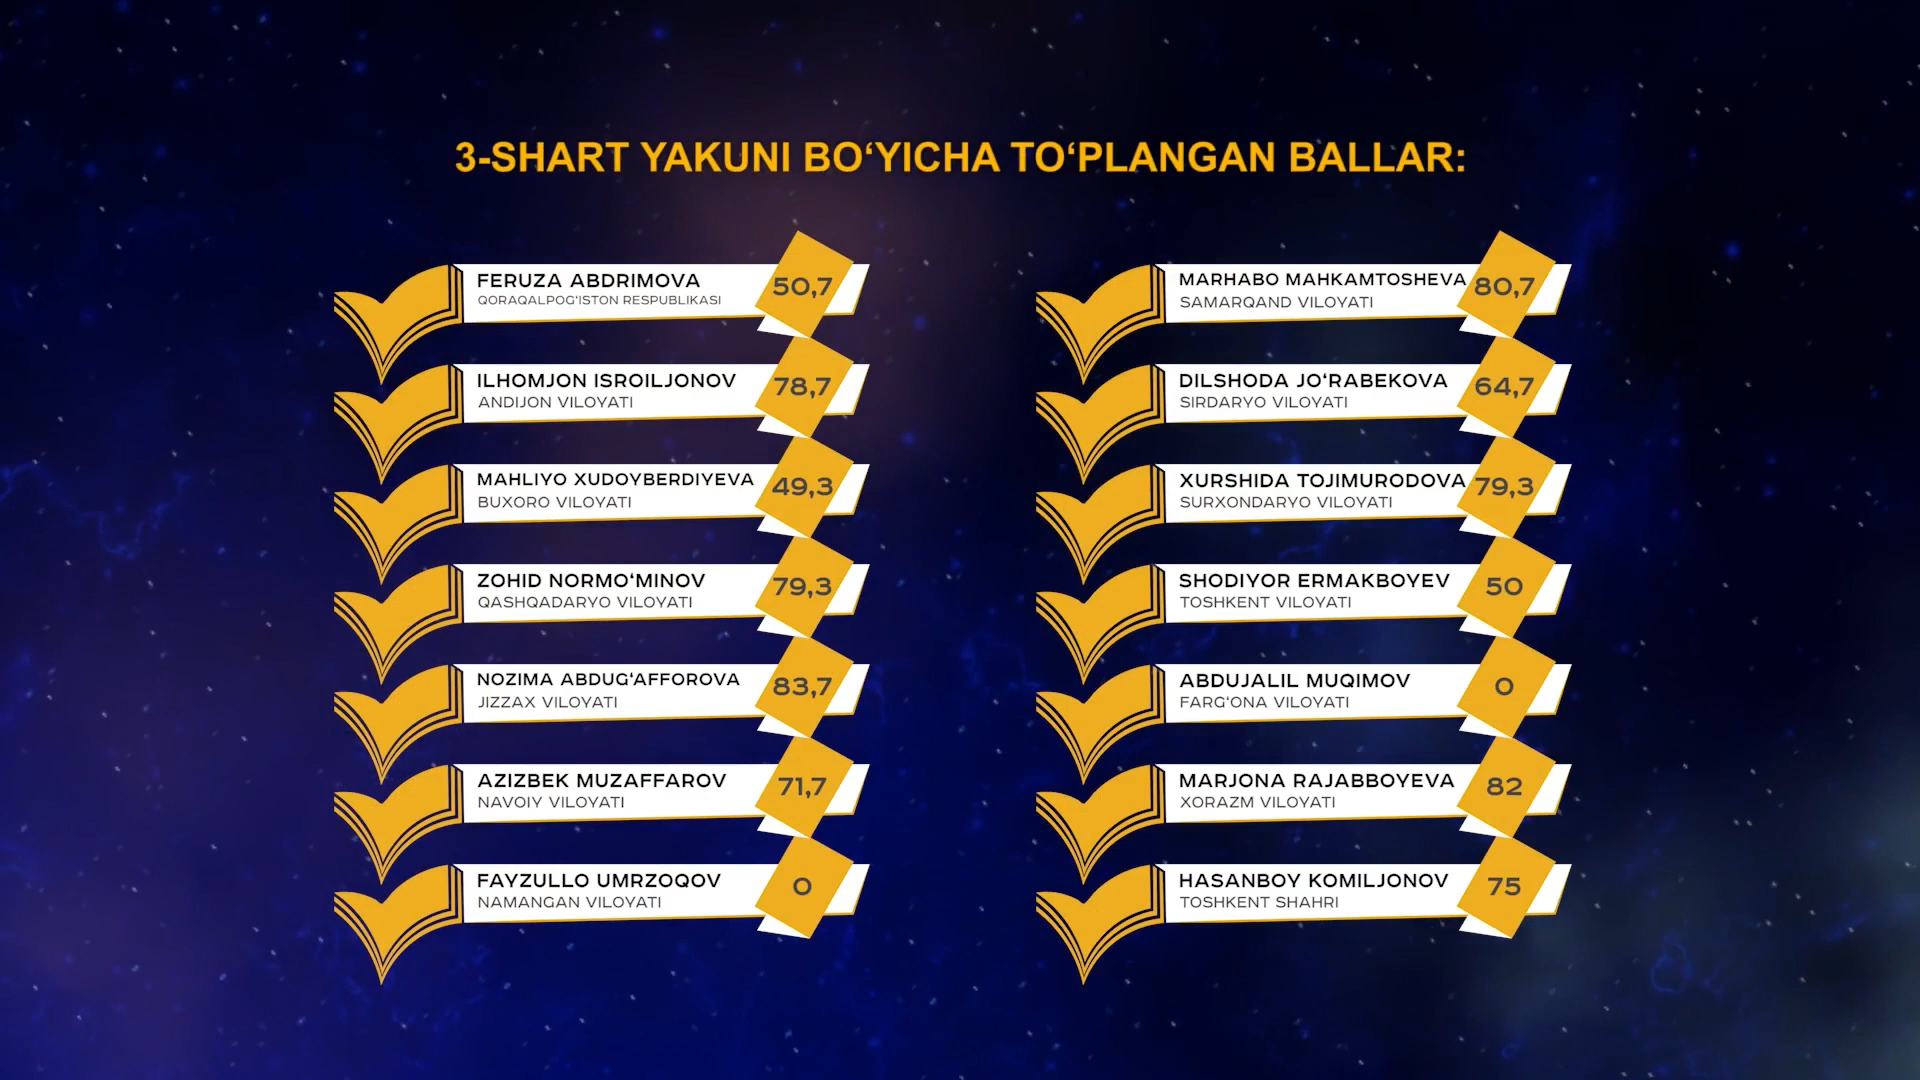 3-SHART YAKUNI BO‘YICHA TO‘PLANGAN BALLAR:
FERUZA ABDRIMOVA
QORAQALPOG‘ISTON RESPUBLIKASI
50,7
ILHOMJON ISROILJONOV
ANDIJON VILOYATI
78,7
MAHLIYO XUDOYBERDIYEVA
BUXORO VILOYATI
49,3
ZOHID NORMO‘MINOV
QASHQADARYO VILOYATI
79,3
NOZIMA ABDUG‘AFFOROVA
JIZZAX VILOYATI
83,7
AZIZBEK MUZAFFAROV
NAVOIY VILOYATI
71,7
FAYZULLO UMRZOQOV
NAMANGAN VILOYATI
0
MARHABO MAHKAMTOSHEVA
SAMARQAND VILOYATI
80,7
DILSHODA JO‘RABEKOVA
SIRDARYO VILOYATI
64,7
XURSHIDA TOJIMURODOVA
SURXONDARYO VILOYATI
79,3
SHODIYOR ERMAKBOYEV
TOSHKENT VILOYATI
50
ABDUJALIL MUQIMOV
FARG‘ONA VILOYATI
0
MARJONA RAJABBOYEVA
XORAZM VILOYATI
82
HASANBOY KOMILJONOV
TOSHKENT SHAHRI
75